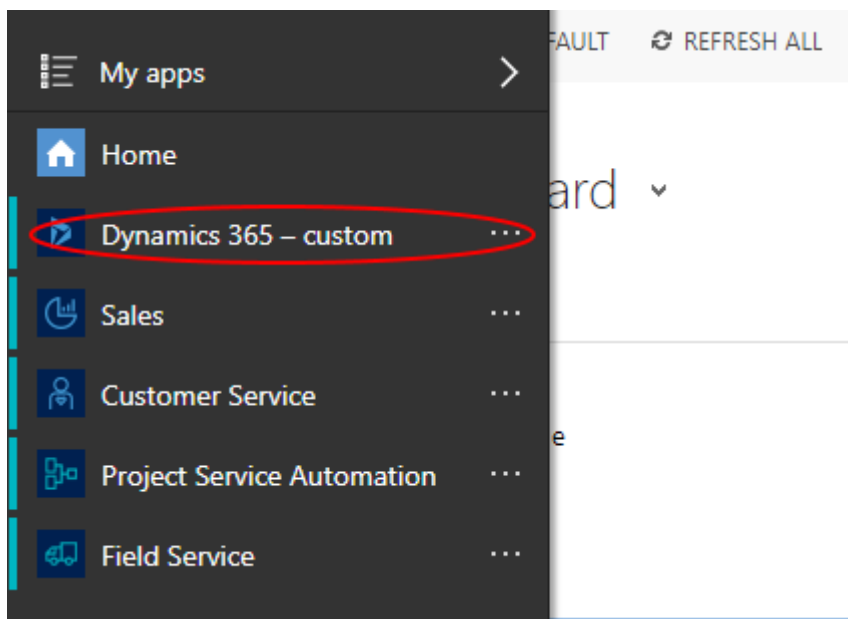 My apps
FAULT REFRESH ALL
Home
ard
Dynamics 365 – custom ...
Sales ...
Customer Service ...
e
Project Service Automation ...
Field Service ...